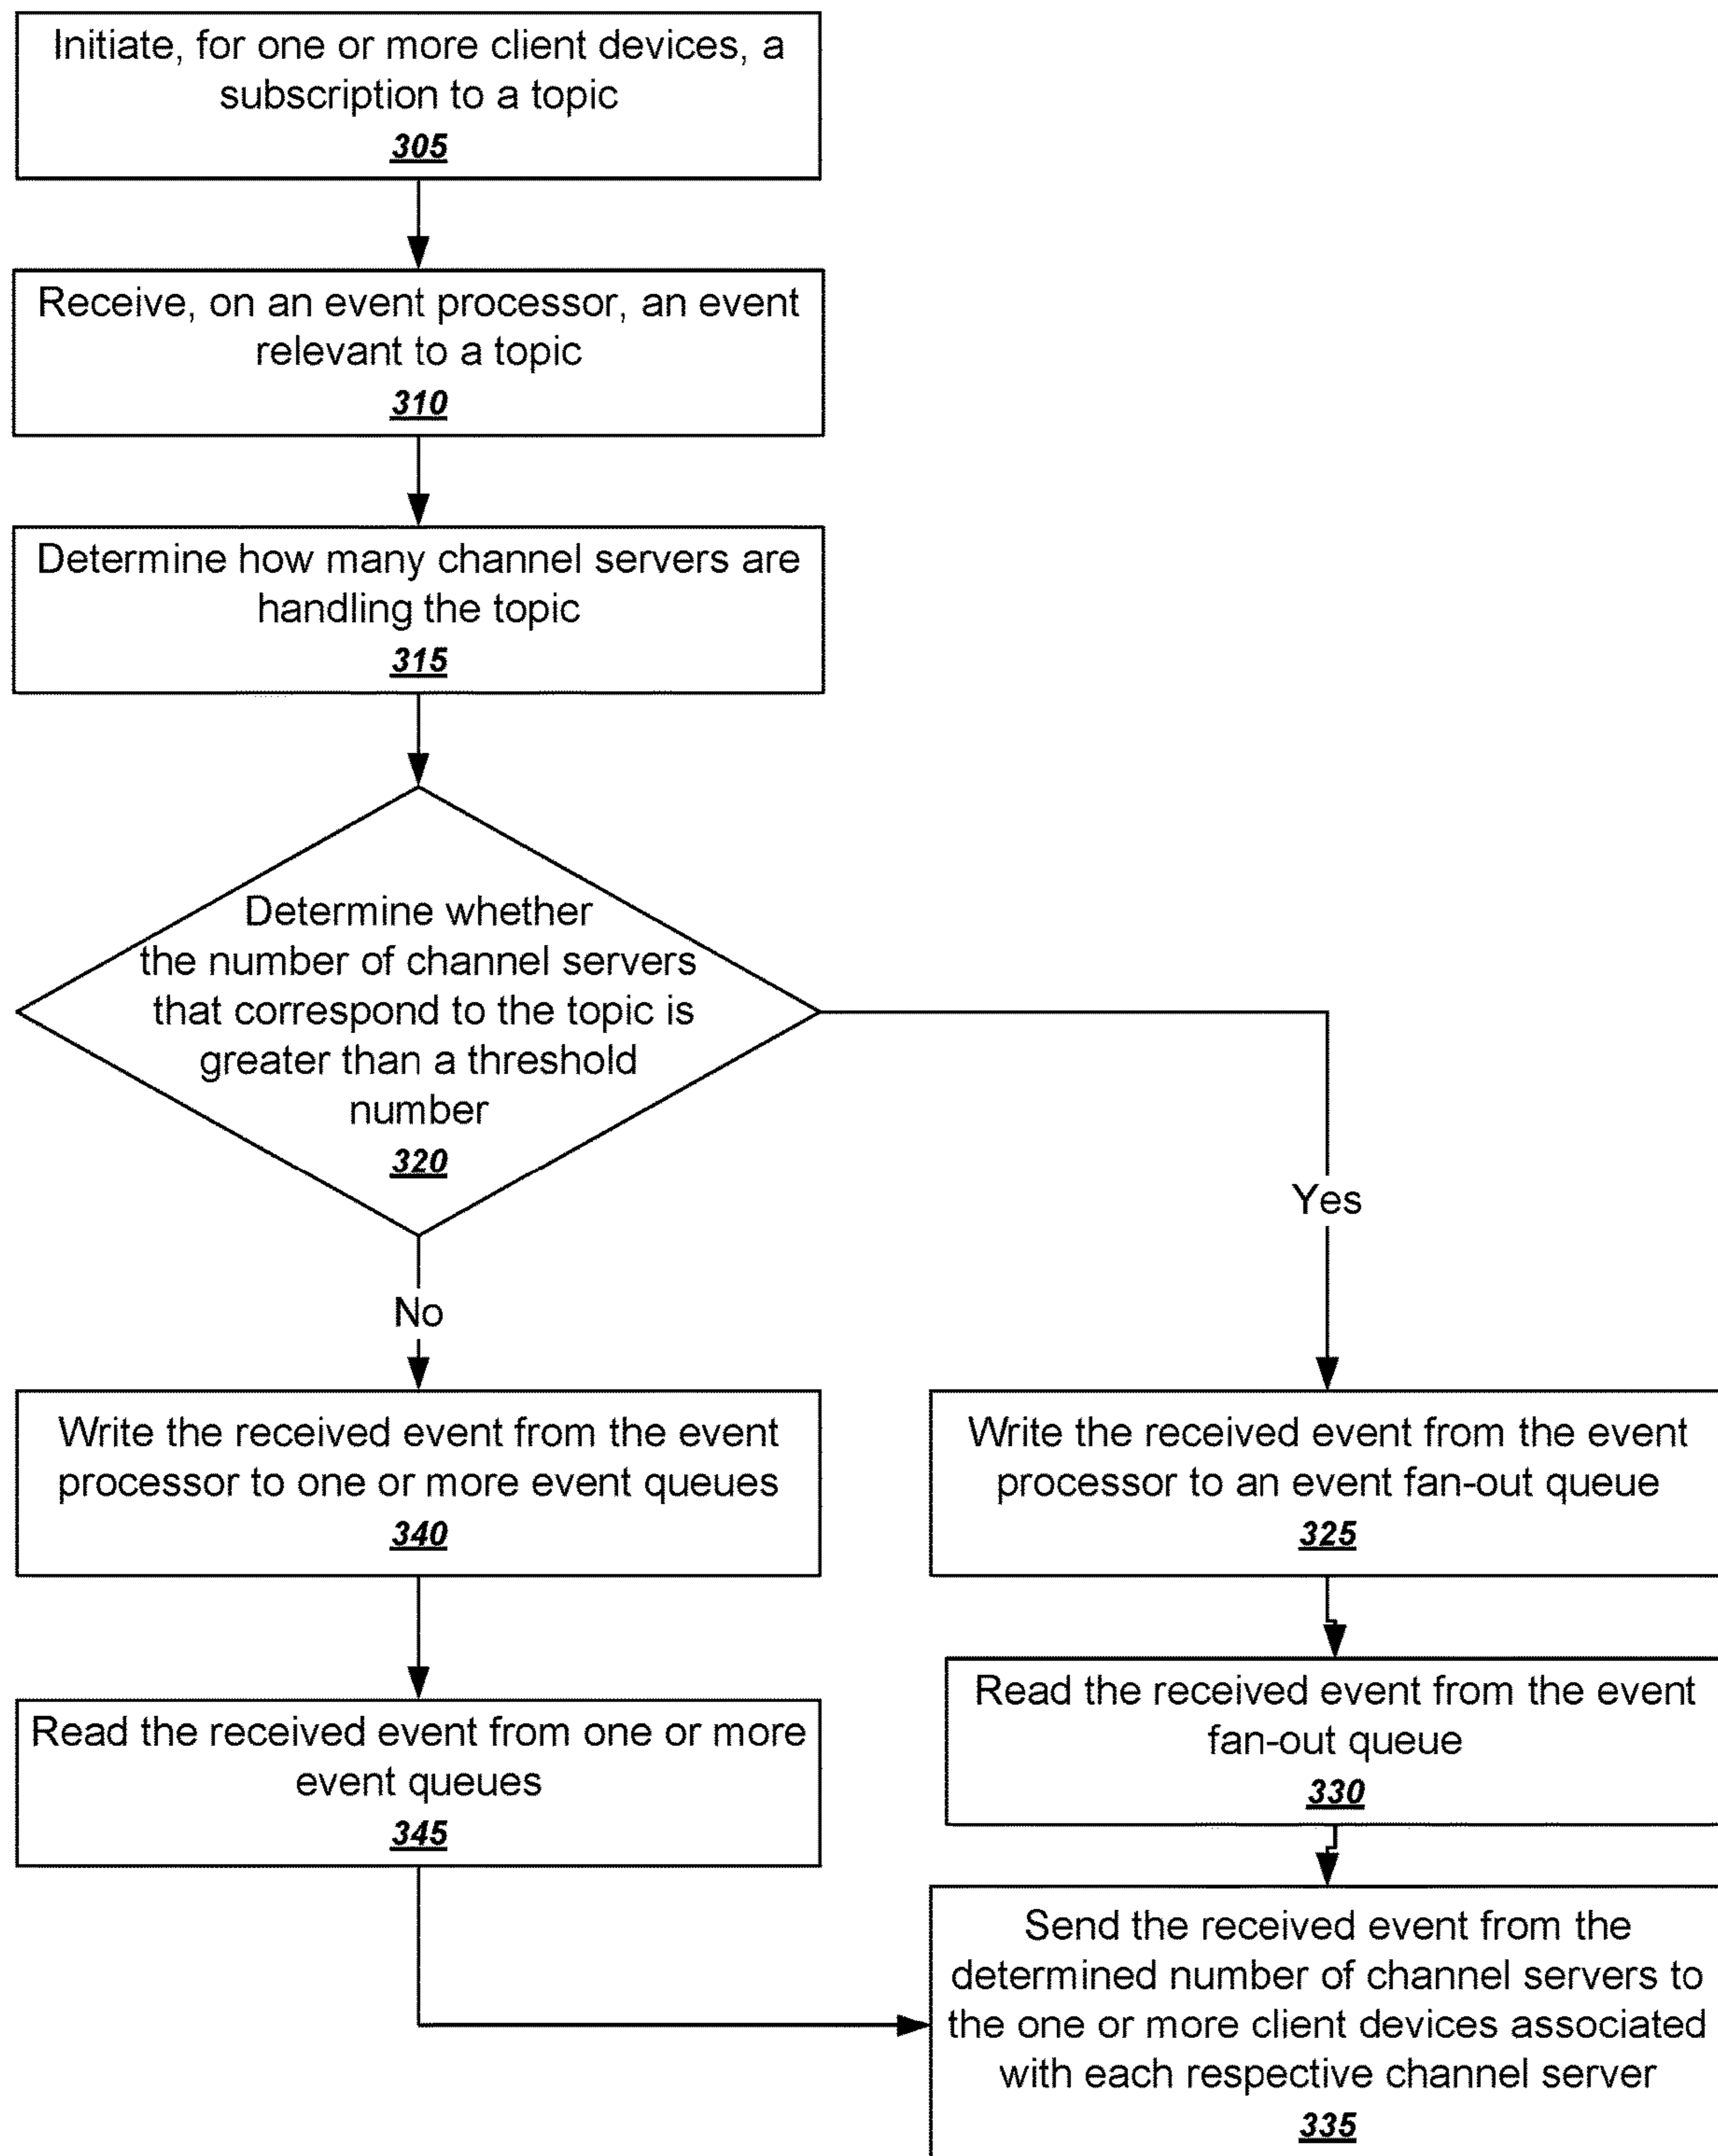 Initiate, for one or more client devices, a
subscription to a topic
305
Receive, on an event processor, an event
relevant to a topic
310
Determine how many channel servers are
handling the topic
315
Determine whether
the number of channel servers
that correspond to the topic is
greater than a threshold
number
320
Yes
No
Write the received event from the event
processor to one or more event queues
340
Write the received event from the event
processor to an event fan-out queue
325
Read the received event from one or more
event queues
345
Read the received event from the event
fan-out queue
330
Send the received event from the
determined number of channel servers to
the one or more client devices associated
with each respective channel server
335